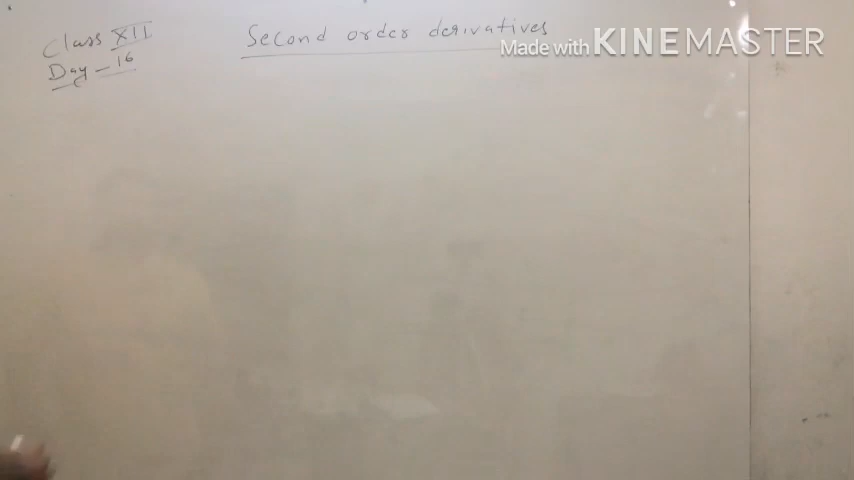 Class XII Second order derivatives
Day - 16
Made with KINEMASTER